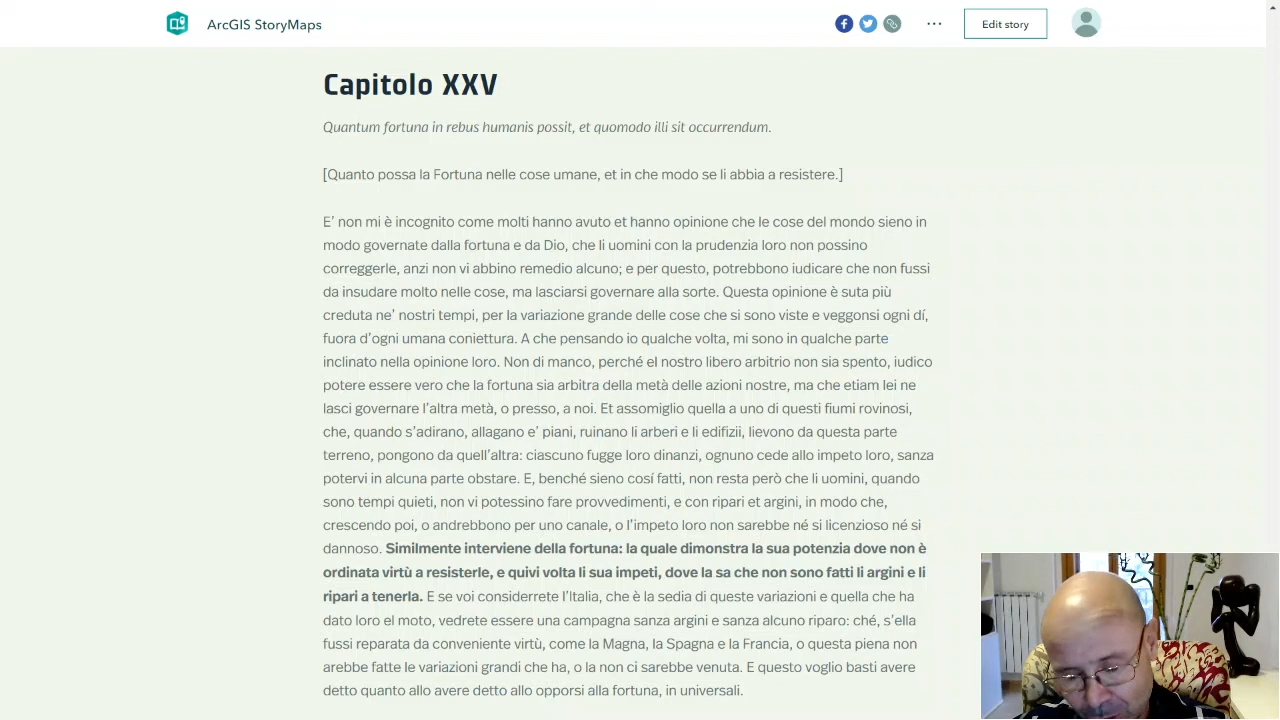 ArcGIS StoryMaps
Edit story
Capitolo XXV
Quantum fortuna in rebus humanis possit, et quomodo illi sit occurrendum.
[Quanto possa la Fortuna nelle cose umane, et in che modo se li abbia a resistere.]
E’ non mi è incognito come molti hanno avuto et hanno opinione che le cose del mondo sieno in
modo governate dalla fortuna e da Dio, che li uomini con la prudenzia loro non possino
correggerle, anzi non vi abbino remedio alcuno; e per questo, potrebbono iudicare che non fussi
da insudare molto nelle cose, ma lasciarsi governare alla sorte. Questa opinione è suta più
creduta ne’ nostri tempi, per la variazione grande delle cose che si sono viste e veggonsi ogni dí,
fuora d’ogni umana coniettura. A che pensando io qualche volta, mi sono in qualche parte
inclinato nella opinione loro. Non di manco, perché el nostro libero arbitrio non sia spento, iudico
potere essere vero che la fortuna sia arbitra della metà delle azioni nostre, ma che etiam lei ne
lasci governare l’altra metà, o presso, a noi. Et assomiglio quella a uno di questi fiumi rovinosi,
che, quando s’adirano, allagano e’ piani, ruinano li arberi e li edifizii, lievono da questa parte
terreno, pongono da quell’altra: ciascuno fugge loro dinanzi, ognuno cede allo impeto loro, sanza
potervi in alcuna parte obstare. E, benché sieno cosí fatti, non resta però che li uomini, quando
sono tempi quieti, non vi potessino fare provvedimenti, e con ripari et argini, in modo che,
crescendo poi, o andrebbono per uno canale, o l’impeto loro non sarebbe né si licenzioso né si
dannoso. Similmente interviene della fortuna: la quale dimonstra la sua potenzia dove non è
ordinata virtù a resisterle, e quivi volta li sua impeti, dove la sa che non sono fatti li argini e li
ripari a tenerla. E se voi considerrete l’Italia, che è la sedia di queste variazioni e quella che ha
dato loro el moto, vedrete essere una campagna sanza argini e sanza alcuno riparo: ché, s’ella
fussi reparata da conveniente virtù, come la Magna, la Spagna e la Francia, o questa piena non
arebbe fatte le variazioni grandi che ha, o la non ci sarebbe venuta. E questo voglio basti avere
detto quanto allo avere detto allo opporsi alla fortuna, in universali.